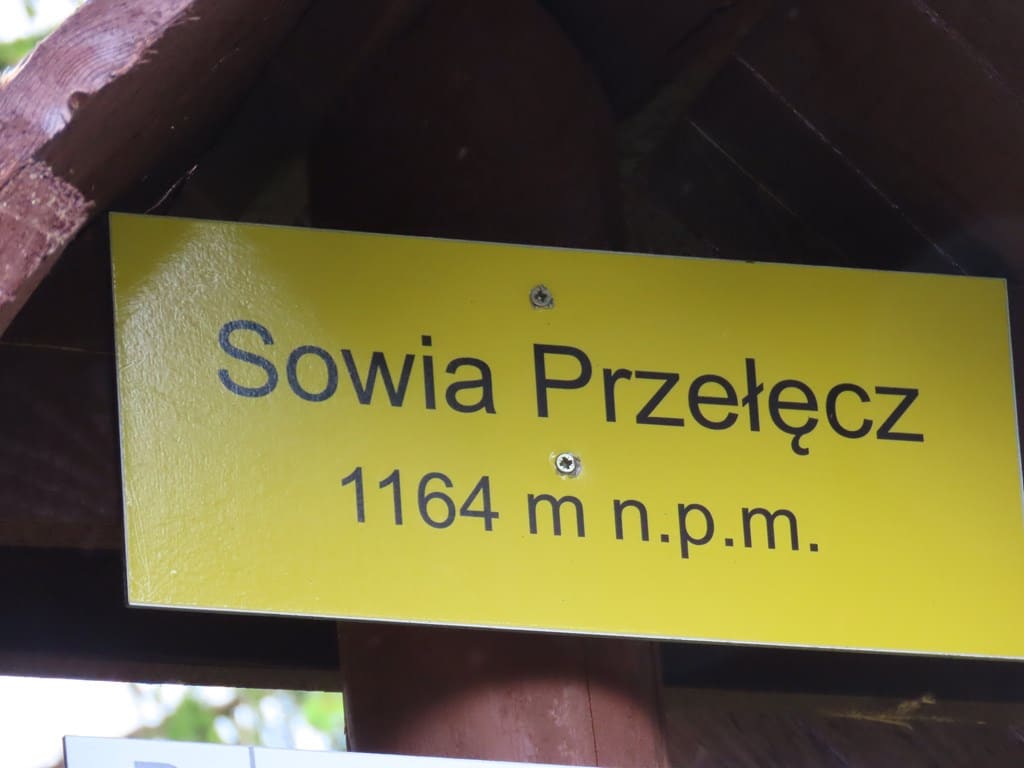 Sowia Przełęcz
1164 m n.p.m.